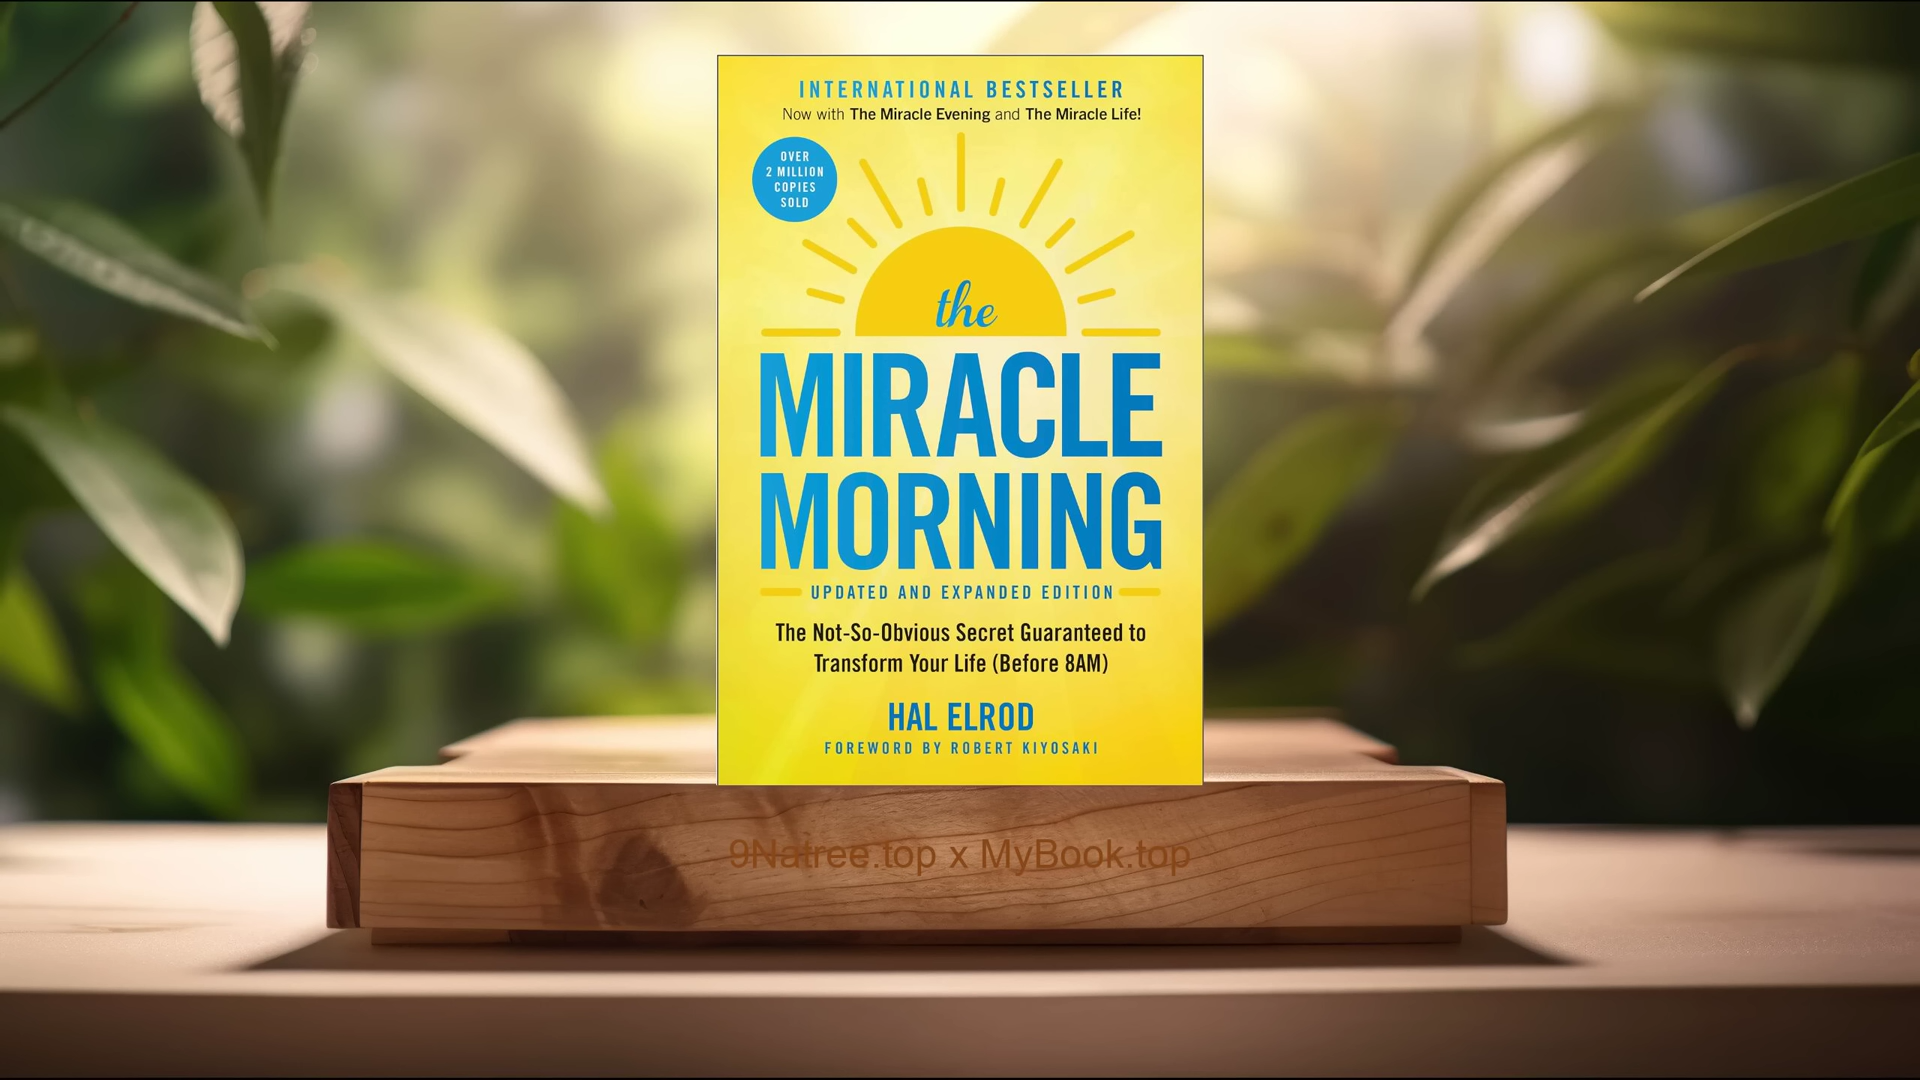 INTERNATIONAL BESTSELLER
Now with The Miracle Evening and The Miracle Life!
OVER
2 MILLION
COPIES
SOLD
the
MIRACLE
MORNING
UPDATED AND EXPANDED EDITION
The Not-So-Obvious Secret Guaranteed to
Transform Your Life (Before 8AM)
HAL ELROD
FOREWORD BY ROBERT KIYOSAKI
9Natree.top x MyBook.top